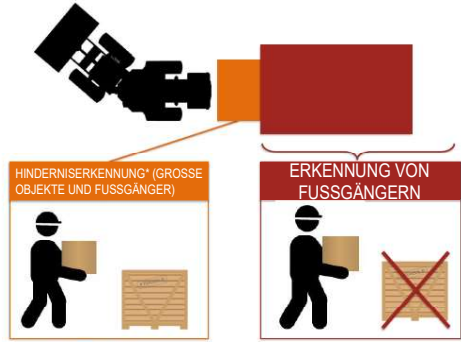 HINDERNISERKENNUNG* (GROSSE
OBJEKTE UND FUSSGÄNGER)
ERKENNUNG VON
FUSSGÄNGERN